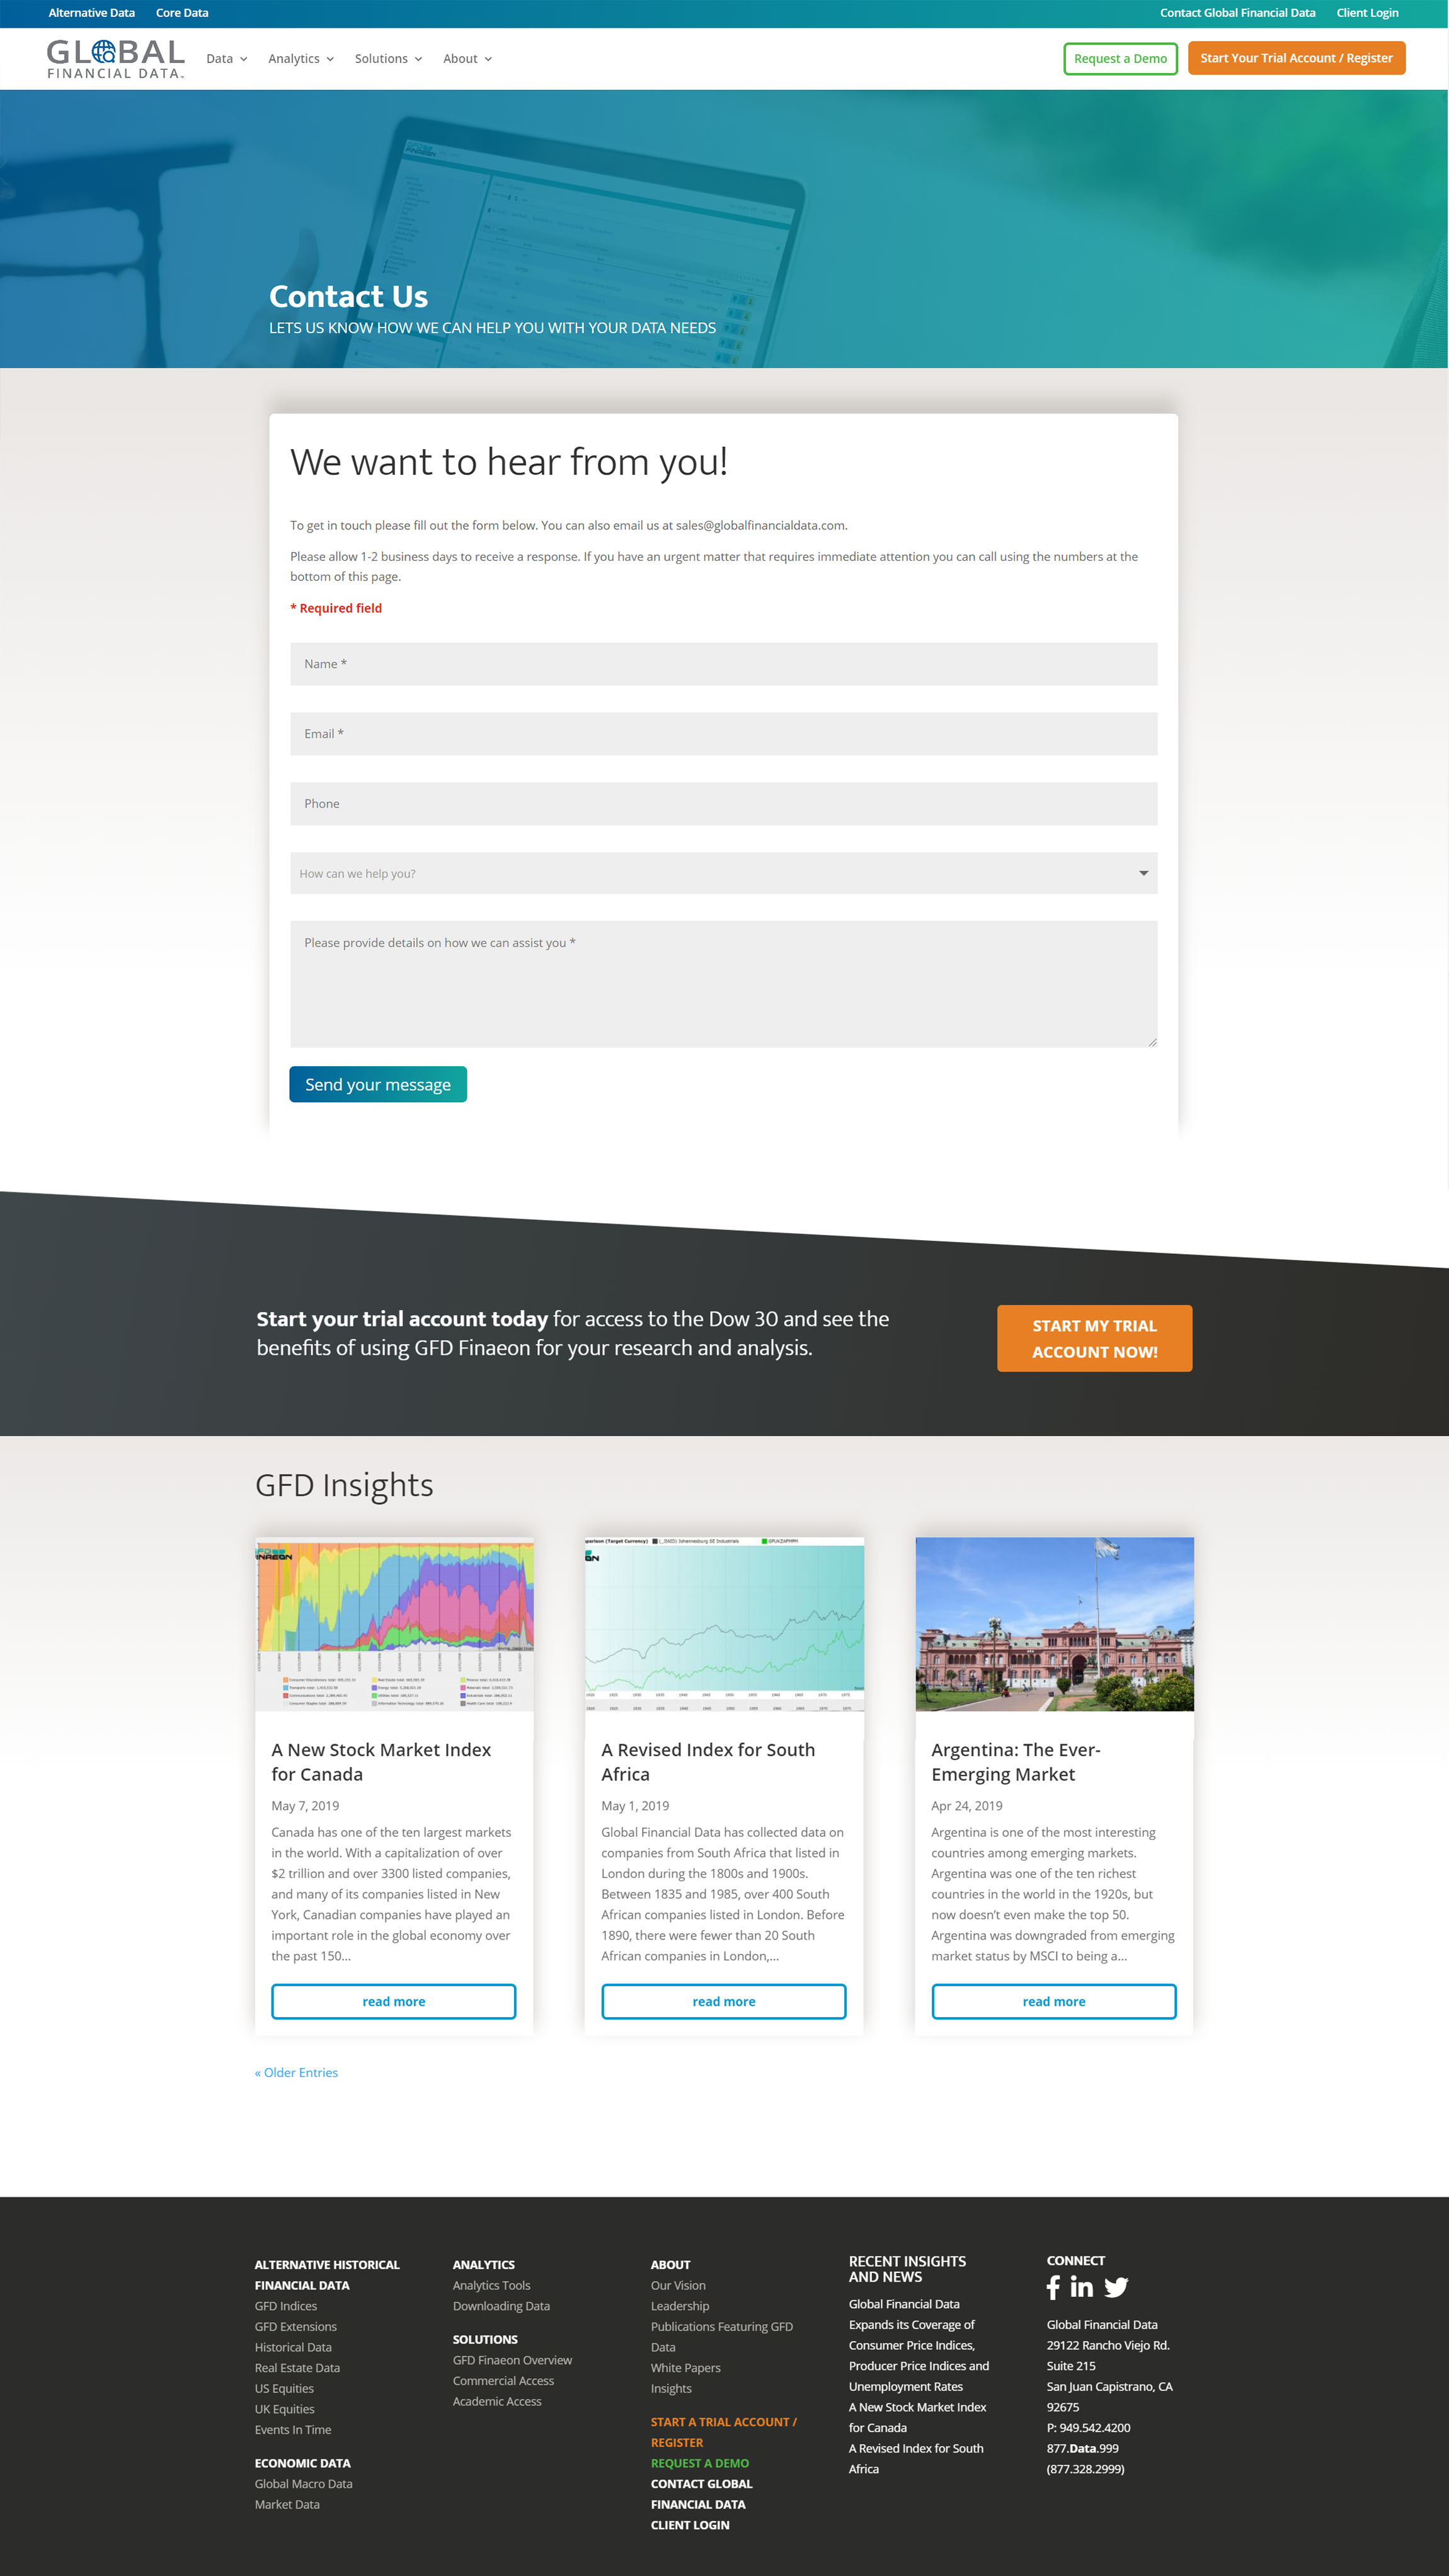 Alternative Data Core Data Contact Global Financial Data Client Login
GLOBAL
FINANCIAL DATA
Data Analytics Solutions About Request a Demo Start Your Trial Account / Register
Contact Us
LETS US KNOW HOW WE CAN HELP YOU WITH YOUR DATA NEEDS
We want to hear from you!
To get in touch please fill out the form below. You can also email us at sales@globalfinancialdata.com.
Please allow 1-2 business days to receive a response. If you have an urgent matter that requires immediate attention you can call using the numbers at the
bottom of this page.
* Required field
Name *
Email *
Phone
How can we help you?
Please provide details on how we can assist you *
Send your message
Start your trial account today for access to the Dow 30 and see the
benefits of using GFD Finaeon for your research and analysis.
START MY TRIAL
ACCOUNT NOW!
GFD Insights
A New Stock Market Index
for Canada
May 7, 2019
Canada has one of the ten largest markets
in the world. With a capitalization of over
$2 trillion and over 3300 listed companies,
and many of its companies listed in New
York, Canadian companies have played an
important role in the global economy over
the past 150...
read more
A Revised Index for South
Africa
May 1, 2019
Global Financial Data has collected data on
companies from South Africa that listed in
London during the 1800s and 1900s.
Between 1835 and 1985, over 400 South
African companies listed in London. Before
1890, there were fewer than 20 South
African companies in London,...
read more
Argentina: The Ever-
Emerging Market
Apr 24, 2019
Argentina is one of the most interesting
countries among emerging markets.
Argentina was one of the ten richest
countries in the world in the 1920s, but
now doesn't even make the top 50.
Argentina was downgraded from emerging
market status by MSCI to being a...
read more
« Older Entries
ALTERNATIVE HISTORICAL
FINANCIAL DATA
GFD Indices
GFD Extensions
Historical Data
Real Estate Data
US Equities
UK Equities
Events In Time
ECONOMIC DATA
Global Macro Data
Market Data
ANALYTICS
Analytics Tools
Downloading Data
SOLUTIONS
GFD Finaeon Overview
Commercial Access
Academic Access
ABOUT
Our Vision
Leadership
Publications Featuring GFD
Data
White Papers
Insights
START A TRIAL ACCOUNT /
REGISTER
REQUEST A DEMO
CONTACT GLOBAL
FINANCIAL DATA
CLIENT LOGIN
RECENT INSIGHTS
AND NEWS
Global Financial Data
Expands its Coverage of
Consumer Price Indices,
Producer Price Indices and
Unemployment Rates
A New Stock Market Index
for Canada
A Revised Index for South
Africa
CONNECT
Global Financial Data
29122 Rancho Viejo Rd.
Suite 215
San Juan Capistrano, CA
92675
P: 949.542.4200
877.Data.999
(877.328.2999)